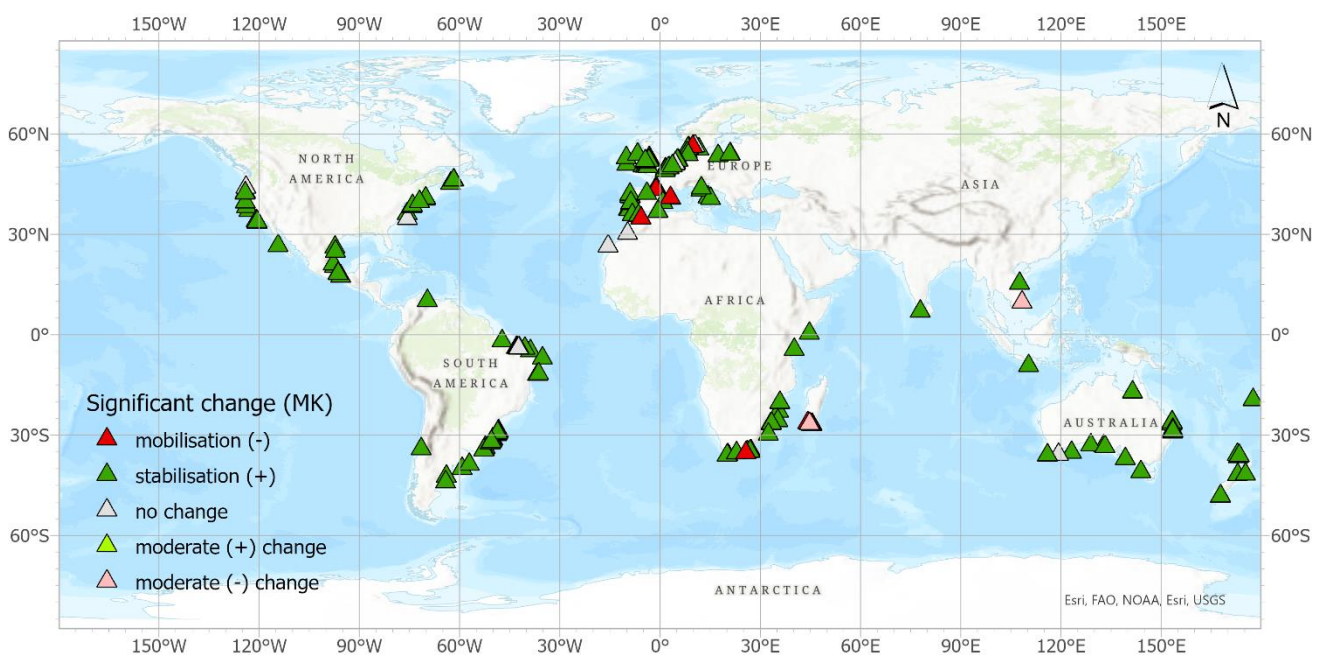 150°W 120°W 90°W 60°W 30°W 0° 30°E 60°E 90°E 120°E 150°E
N
60°N 60°N
NORTH
AMERICA
EUROPE
ASIA
30°N 30°N
AFRICA
0° 0°
SOUTH
AMERICA
Significant change (MK)
AUSTRALIA
30°S 30°S
mobilisation (-)
stabilisation (+)
no change
60°S 60°S
moderate (+) change
moderate (-) change
ANTARCTICA
Esri, FAO, NOAA, Esri, USGS
150°W 120°W 90°W 60°W 30°W 0° 30°E 60°E 90°E 120°E 150°E